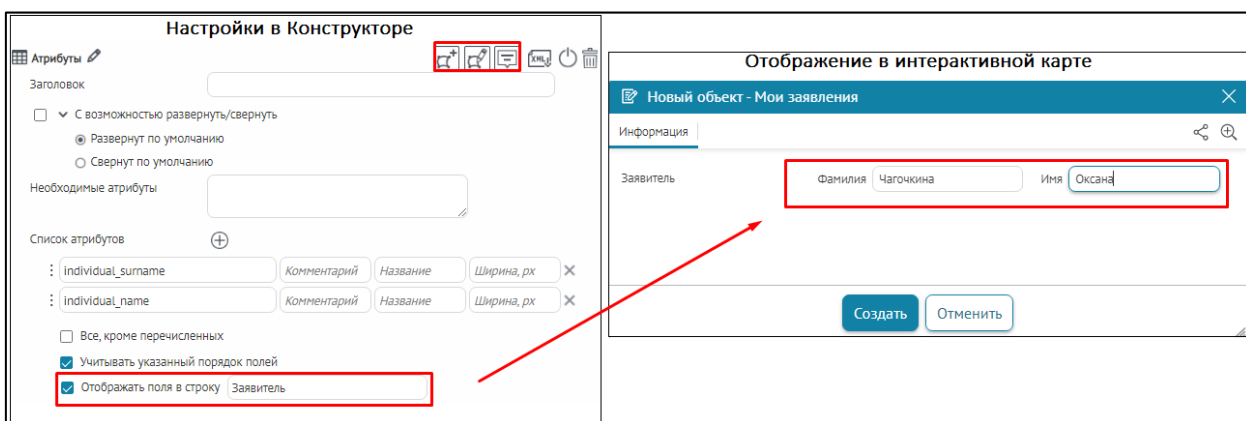 Настройки в Конструкторе
Атрибуты
XML
Заголовок
С возможностью развернуть/свернуть
Развернут по умолчанию
Свернут по умолчанию
Необходимые атрибуты
Список атрибутов
individual_surname Комментарий Название Ширина, px
individual_name Комментарий Название Ширина, px
Все, кроме перечисленных
Учитывать указанный порядок полей
Отображать поля в строку Заявитель
Отображение в интерактивной карте
Новый объект - Мои заявления
Информация
Заявитель Фамилия Чагочкина Имя Оксана
Создать Отменить